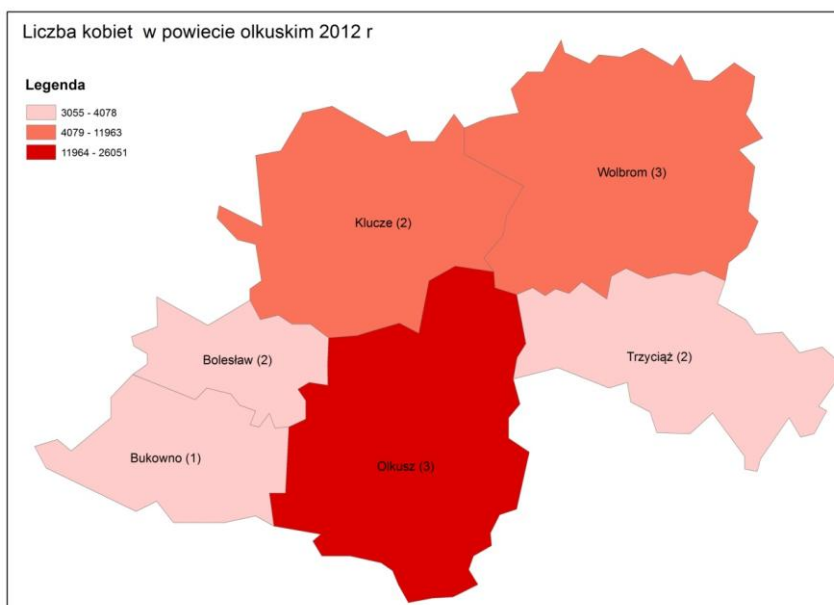 Liczba kobiet w powiecie olkuskim 2012 r
Legenda
3055 - 4078
4079 - 11963
11964 - 26051
Wolbrom (3)
Klucze (2)
Bolesław (2)
Trzyciąż (2)
Bukowno (1)
Olkusz (3)